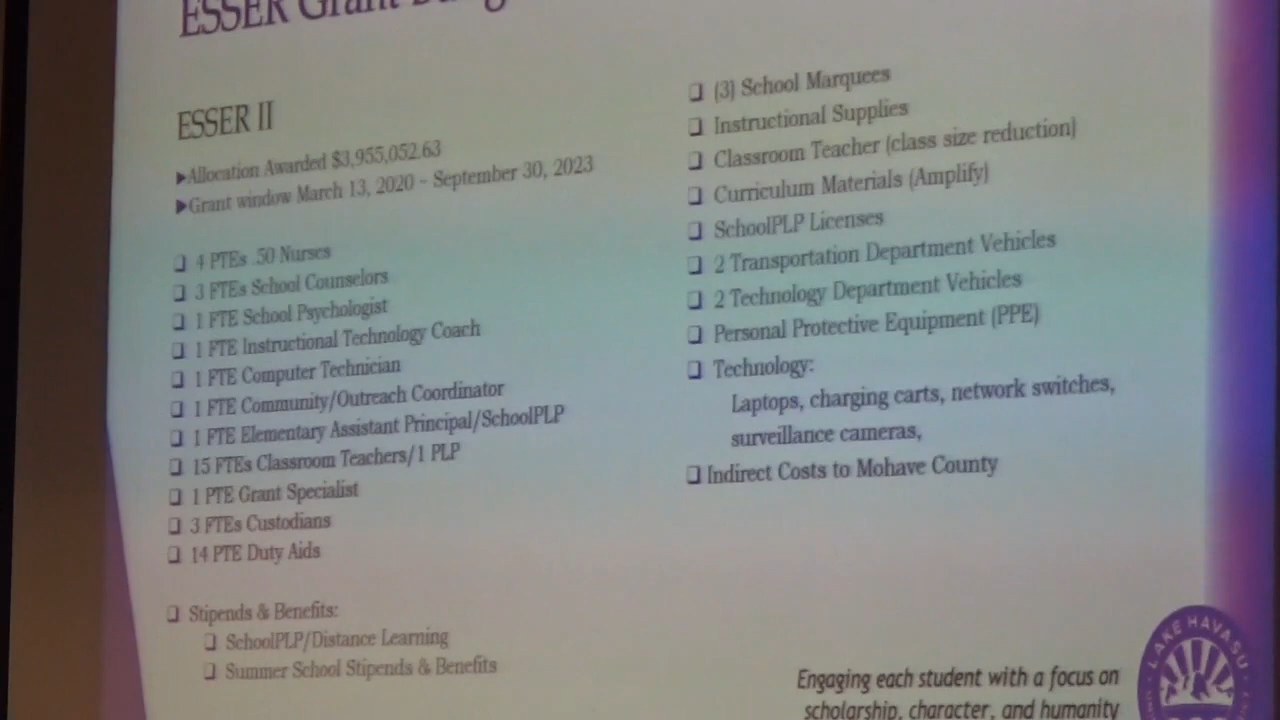 ESSER Grant
ESSER II
▶Allocation Awarded $3,955,052.63
▶Grant window March 13, 2020 – September 30, 2023
❑ 4 PTEs .50 Nurses
❑ 3 FTEs School Counselors
❑ 1 FTE School Psychologist
❑ 1 FTE Instructional Technology Coach
❑ 1 FTE Computer Technician
❑ 1 FTE Community/Outreach Coordinator
❑ 1 FTE Elementary Assistant Principal/SchoolPLP
❑ 15 FTEs Classroom Teachers/1 PLP
❑ 1 PTE Grant Specialist
❑ 3 FTEs Custodians
❑ 14 PTE Duty Aids
❑ Stipends & Benefits:
❑ SchoolPLP/Distance Learning
❑ Summer School Stipends & Benefits
❑ (3) School Marquees
❑ Instructional Supplies
❑ Classroom Teacher (class size reduction)
❑ Curriculum Materials (Amplify)
❑ SchoolPLP Licenses
❑ 2 Transportation Department Vehicles
❑ 2 Technology Department Vehicles
❑ Personal Protective Equipment (PPE)
❑ Technology:
Laptops, charging carts, network switches,
surveillance cameras,
❑ Indirect Costs to Mohave County
Engaging each student with a focus on
scholarship, character, and humanity
LAKE HAVASU